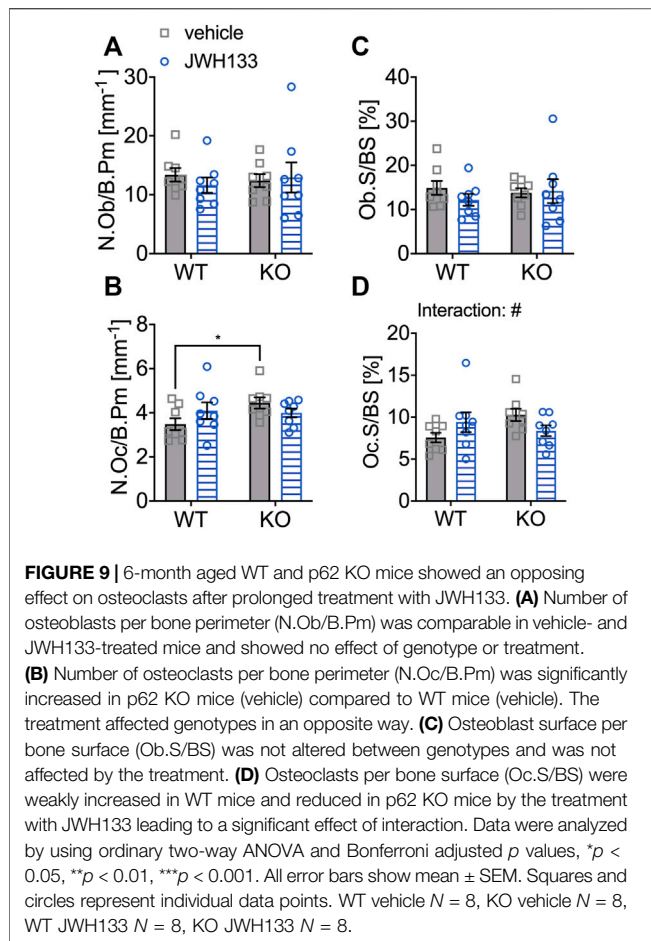 vehicle
JWH133
A
N.Ob/B.Pm [mm-1]
30
20
10
0
WT
KO
C
Ob.S/BS [%]
40
30
20
10
0
WT
KO
B
N.Oc/B.Pm [mm-1]
8
6
4
2
0
*
WT
KO
D
Interaction: #
Oc.S/BS [%]
20
15
10
5
0
WT
KO
FIGURE 9 | 6-month aged WT and p62 KO mice showed an opposing
effect on osteoclasts after prolonged treatment with JWH133. (A) Number of
osteoblasts per bone perimeter (N.Ob/B.Pm) was comparable in vehicle- and
JWH133-treated mice and showed no effect of genotype or treatment.
(B) Number of osteoclasts per bone perimeter (N.Oc/B.Pm) was significantly
increased in p62 KO mice (vehicle) compared to WT mice (vehicle). The
treatment affected genotypes in an opposite way. (C) Osteoblast surface per
bone surface (Ob.S/BS) was not altered between genotypes and was not
affected by the treatment. (D) Osteoclasts per bone surface (Oc.S/BS) were
weakly increased in WT mice and reduced in p62 KO mice by the treatment
with JWH133 leading to a significant effect of interaction. Data were analyzed
by using ordinary two-way ANOVA and Bonferroni adjusted p values, *p <
0.05, **p < 0.01, ***p < 0.001. All error bars show mean ± SEM. Squares and
circles represent individual data points. WT vehicle N = 8, KO vehicle N = 8,
WT JWH133 N = 8, KO JWH133 N = 8.